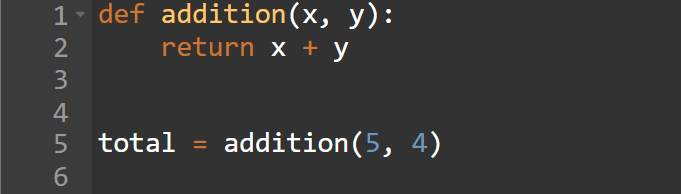 1 def addition(x, y):
2     return x + y
3
4
5 total = addition(5, 4)
6